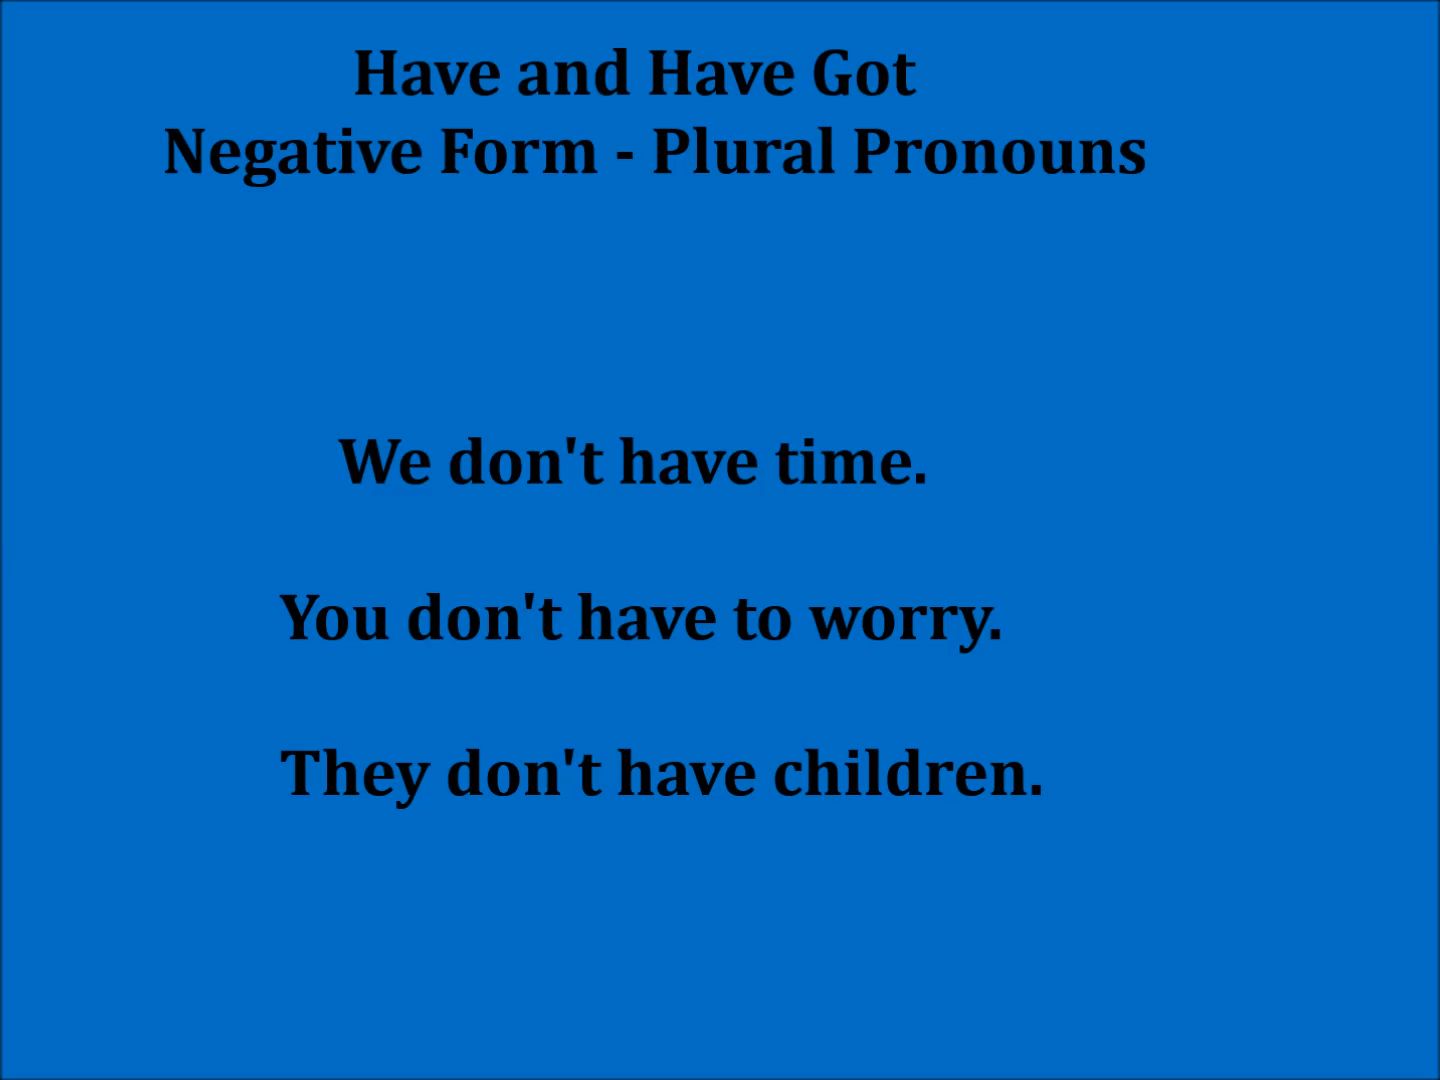 Have and Have Got
Negative Form - Plural Pronouns
We don't have time.
You don't have to worry.
They don't have children.